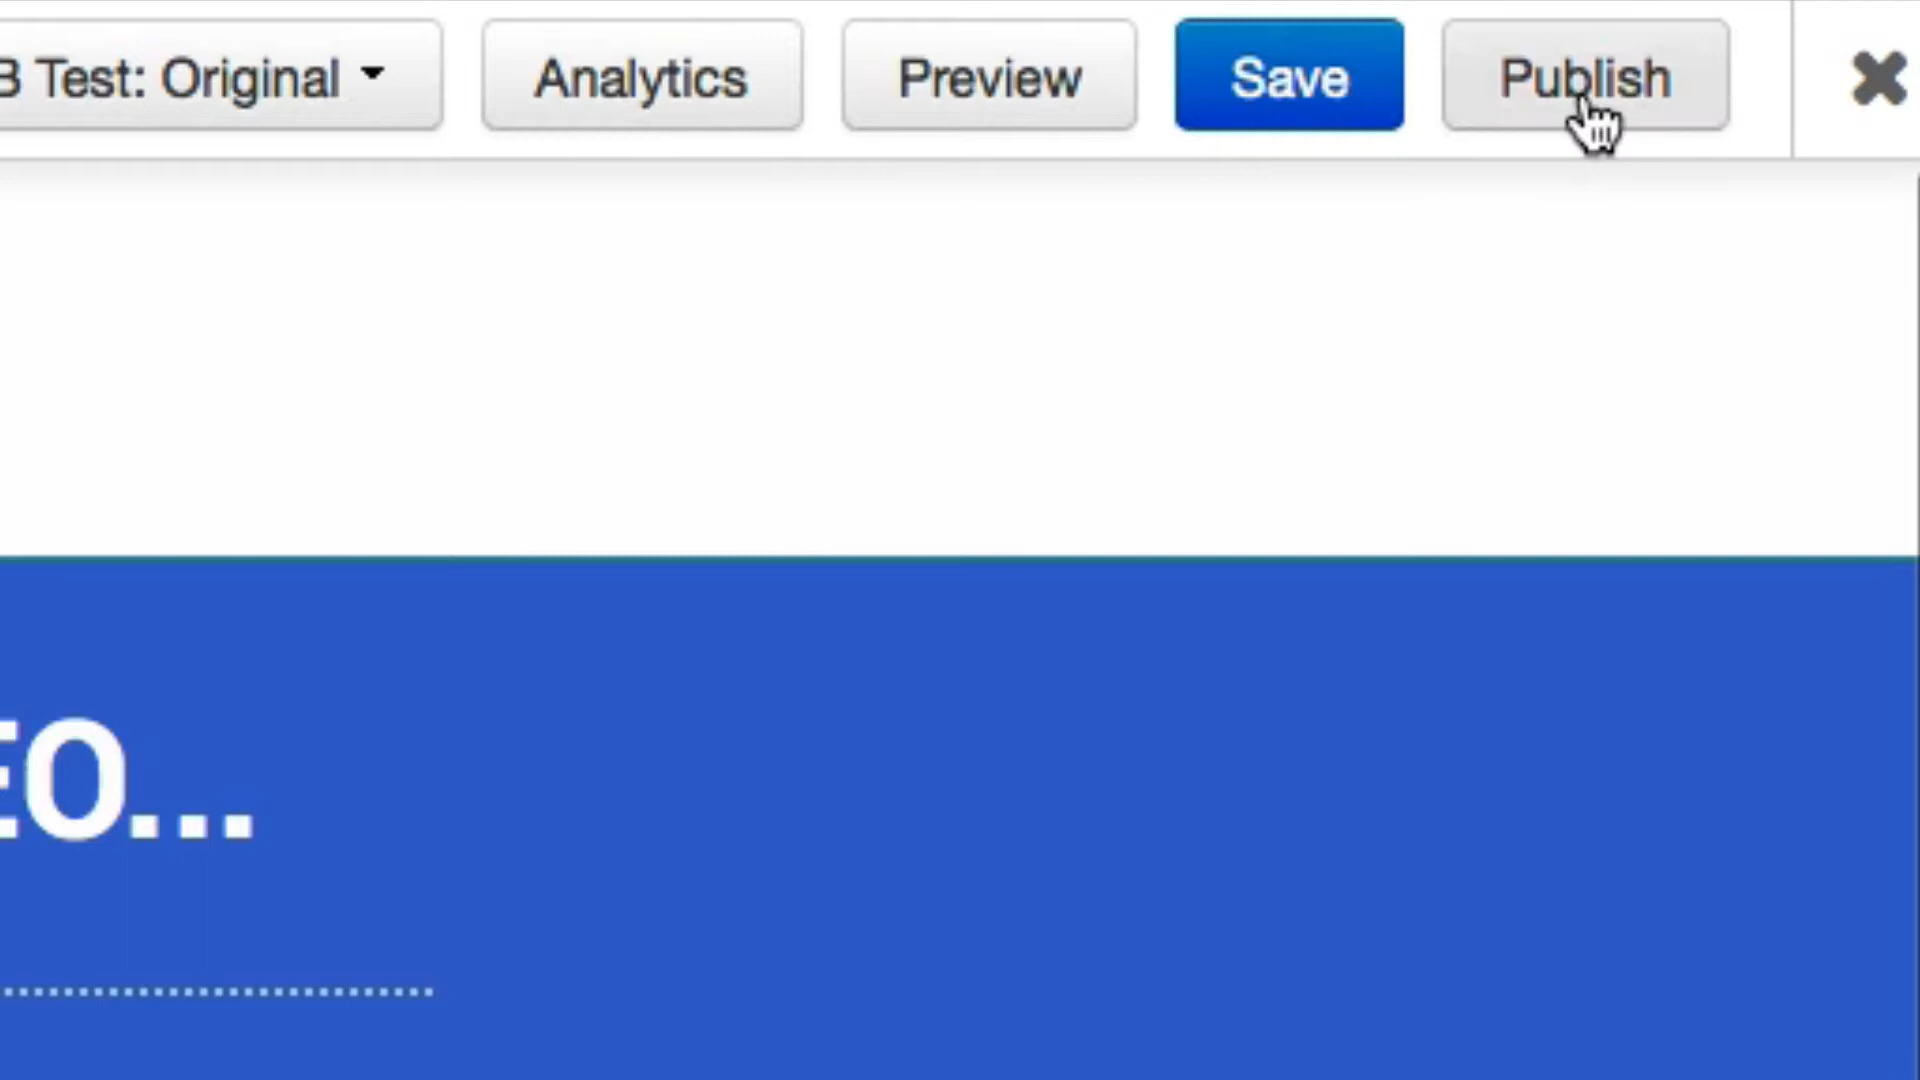 B Test: Original
Analytics
Preview
Save
Publish
EO...